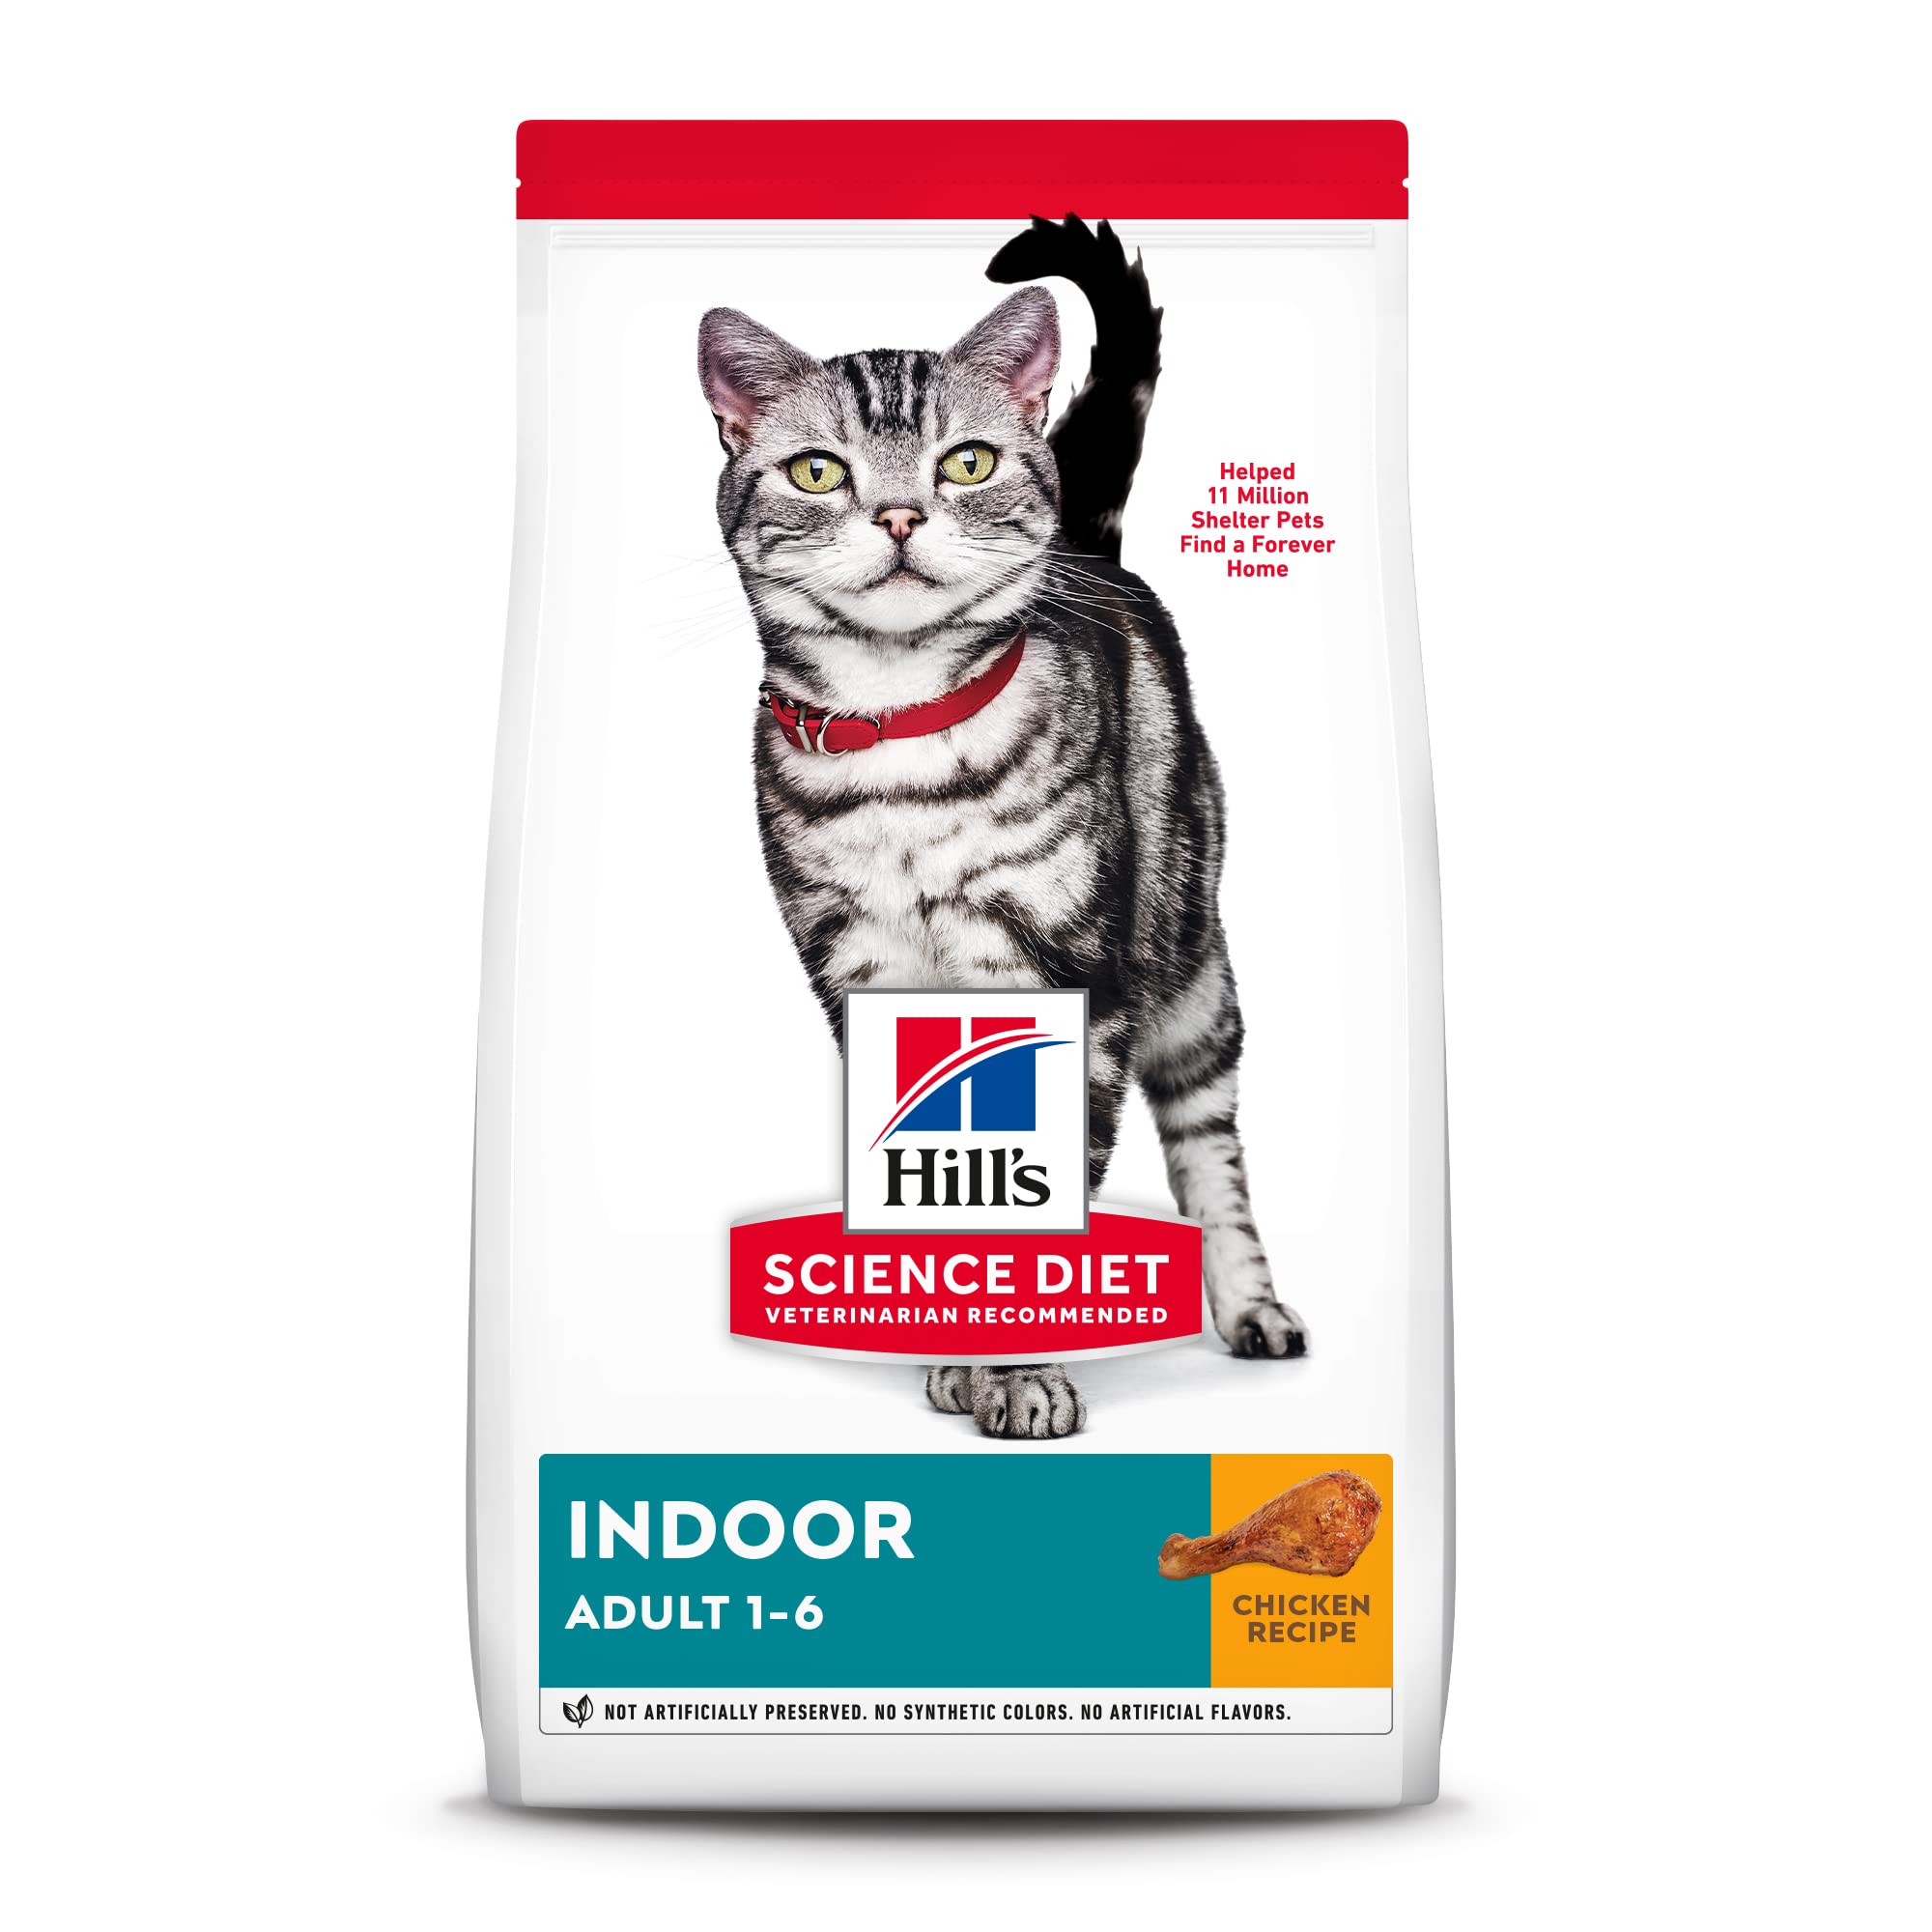 Helped
11 Million
Shelter Pets
Find a Forever
Home
Hill's
SCIENCE DIET
VETERINARIAN RECOMMENDED
INDOOR
ADULT 1-6
CHICKEN
RECIPE
NOT ARTIFICIALLY PRESERVED. NO SYNTHETIC COLORS. NO ARTIFICIAL FLAVORS.